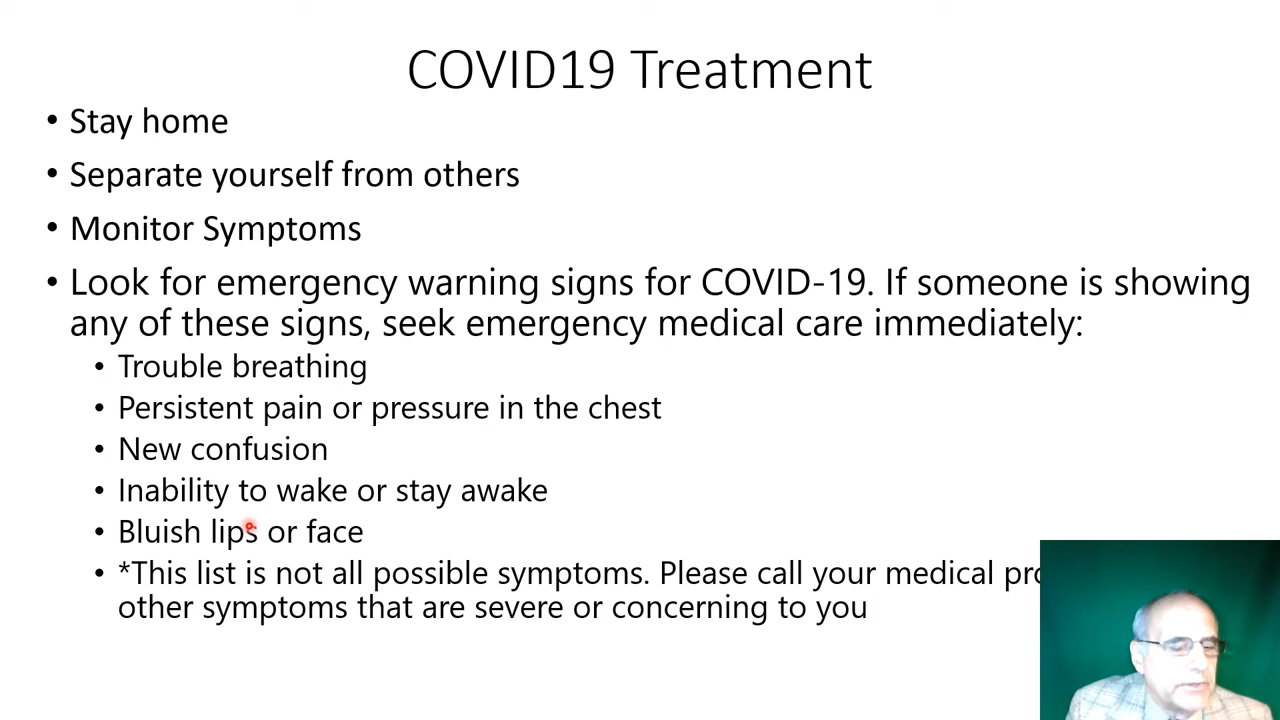 COVID19 Treatment
• Stay home
• Separate yourself from others
• Monitor Symptoms
• Look for emergency warning signs for COVID-19. If someone is showing
any of these signs, seek emergency medical care immediately:
• Trouble breathing
• Persistent pain or pressure in the chest
• New confusion
• Inability to wake or stay awake
• Bluish lips or face
• *This list is not all possible symptoms. Please call your medical
other symptoms that are severe or concerning to you